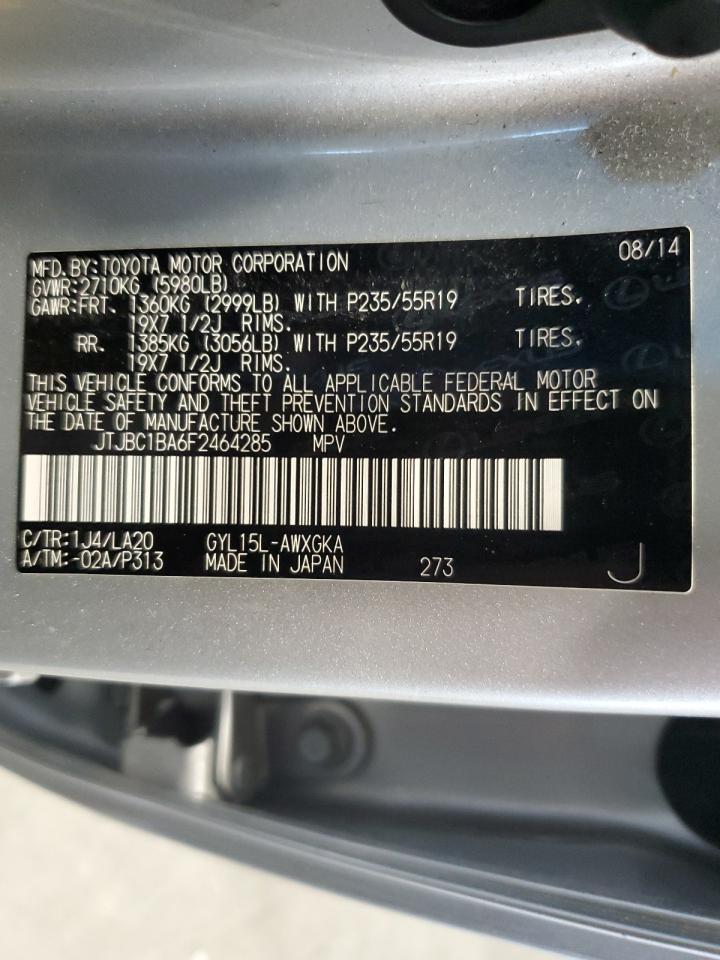 MFD.BY:TOYOTA MOTOR CORPORATION 08/14
GVWR:2710KG (5980LB)
GAWR:FRT. 1360KG (2999LB) WITH P235/55R19 TIRES.
19X7 1/2J RIMS.
RR. 1385KG (3056LB) WITH P235/55R19 TIRES.
19X7 1/2J RIMS.
THIS VEHICLE CONFORMS TO ALL APPLICABLE FEDERAL MOTOR
VEHICLE SAFETY AND THEFT PREVENTION STANDARDS IN EFFECT ON
THE DATE OF MANUFACTURE SHOWN ABOVE.
JTJBC1BA6F2464285 MPV
C/TR:1J4/LA20 GYL15L-AWXGKA
A/TM:-02A/P313 MADE IN JAPAN 273 J